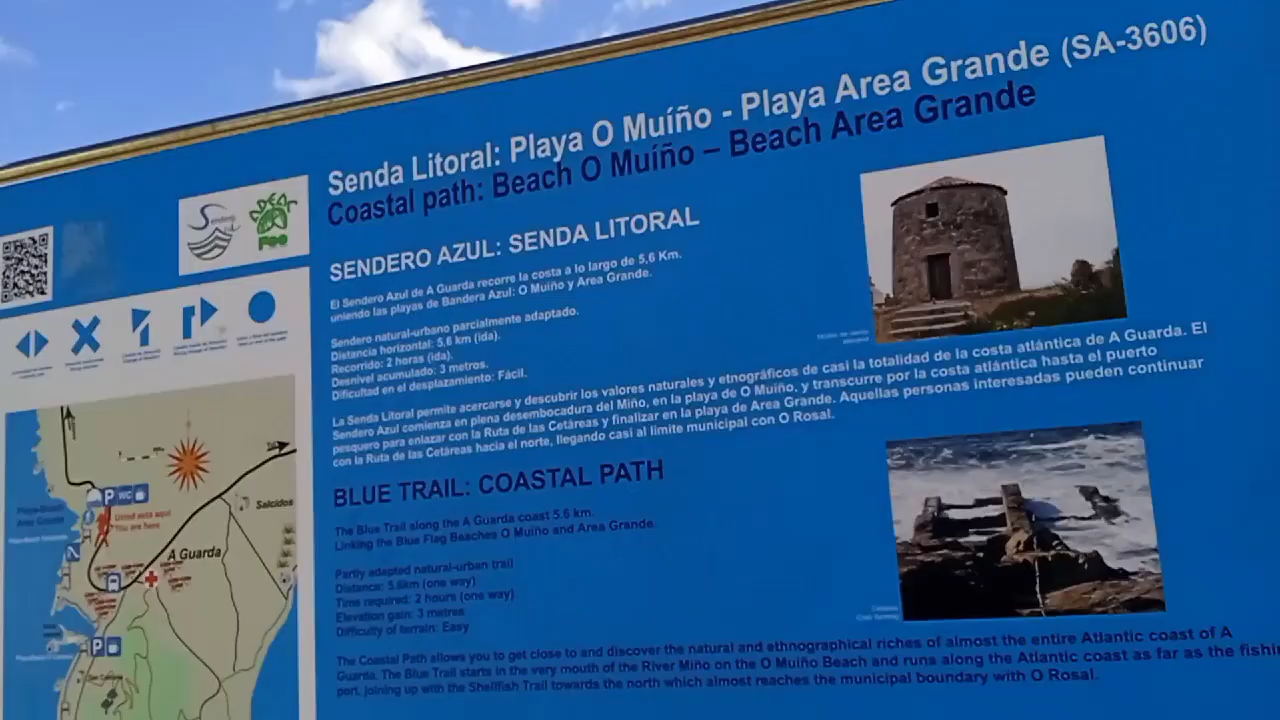 Senda Litoral: Playa O Muíño - Playa Area Grande (SA-3606)
Coastal path: Beach O Muíño – Beach Area Grande
SENDERO AZUL: SENDA LITORAL
El Sendero Azul de A Guarda recorre la costa a lo largo de 5,6 Km.
uniendo las playas de Bandera Azul: O Muíño y Area Grande.
Sendero natural-urbano parcialmente adaptado.
Distancia horizontal: 5,6 km (ida).
Recorrido: 2 horas (ida).
Desnivel acumulado: 3 metros.
Dificultad en el desplazamiento: Fácil.
La Senda Litoral permite acercarse y descubrir los valores naturales y etnográficos de casi la totalidad de la costa atlántica de A Guarda. El
Sendero Azul comienza en plena desembocadura del Miño, en la playa de O Muíño, y transcurre por la costa atlántica hasta el puerto
pesquero para enlazar con la Ruta de las Cetáreas y finalizar en la playa de Area Grande. Aquellas personas interesadas pueden continuar
con la Ruta de las Cetáreas hacia el norte, llegando casi al límite municipal con O Rosal.
BLUE TRAIL: COASTAL PATH
The Blue Trail along the A Guarda coast 5.6 km.
Linking the Blue Flag Beaches O Muíño and Area Grande.
Partly adapted natural-urban trail
Distance: 5.6km (one way)
Time required: 2 hours (one way)
Elevation gain: 3 metres
Difficulty of terrain: Easy
The Coastal Path allows you to get close to and discover the natural and ethnographical riches of almost the entire Atlantic coast of A
Guarda. The Blue Trail starts in the very mouth of the River Miño on the O Muiño Beach and runs along the Atlantic coast as far as the fishin
port, joining up with the Shellfish Trail towards the north which almost reaches the municipal boundary with O Rosal.
P WC
Usted está aquí
You are here
Salcidos
A Guarda
P